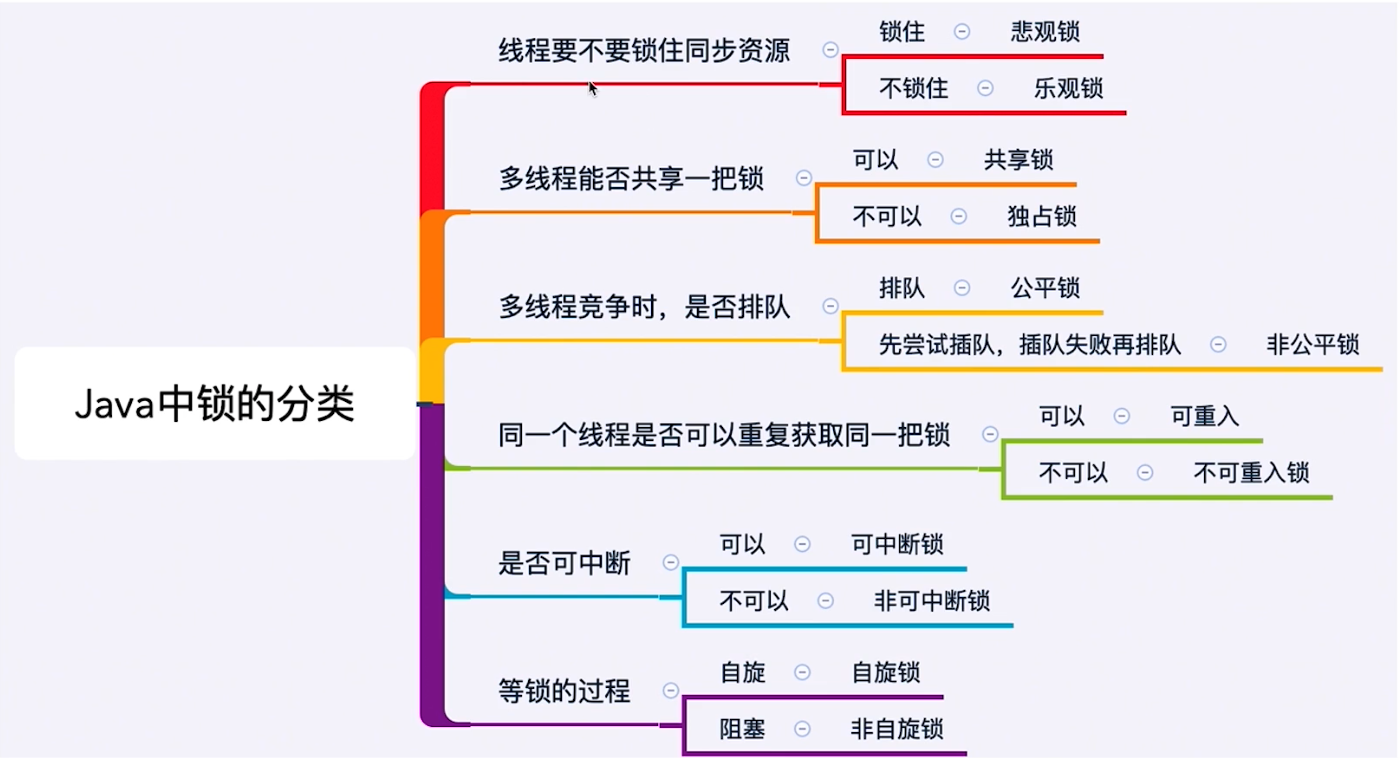 Java中锁的分类
线程要不要锁住同步资源
锁住
悲观锁
不锁住
乐观锁
多线程能否共享一把锁
可以
共享锁
不可以
独占锁
多线程竞争时，是否排队
排队
公平锁
先尝试插队，插队失败再排队
非公平锁
同一个线程是否可以重复获取同一把锁
可以
可重入
不可以
不可重入锁
是否可中断
可以
可中断锁
不可以
非可中断锁
等锁的过程
自旋
自旋锁
阻塞
非自旋锁